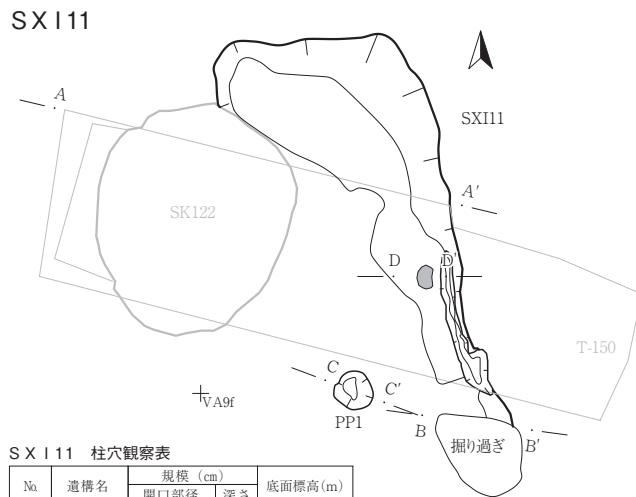 SXI11
A
SXI11
A'
SK122
D
D'
T-150
C
C'
VA9f
PP1
B
掘り過ぎ
B'
SXI11 柱穴観察表
No. 遺構名 規模（cm） 底面標高(m)
開口部径 深さ